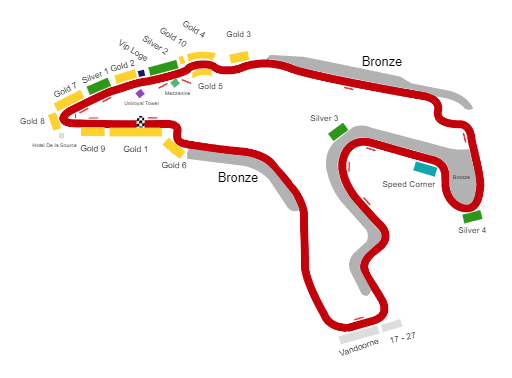 Gold 4
Gold 10
Gold 3
Silver 2
Vip Loge
Gold 2
Silver 1
Gold 7
Bronze
Gold 5
Mezzanine
Uniroyal Tower
Gold 8
Hotel De la Source
Gold 9
Gold 1
Gold 6
Bronze
Silver 3
Speed Corner
Bronze
Silver 4
Vandoorne
17 - 27